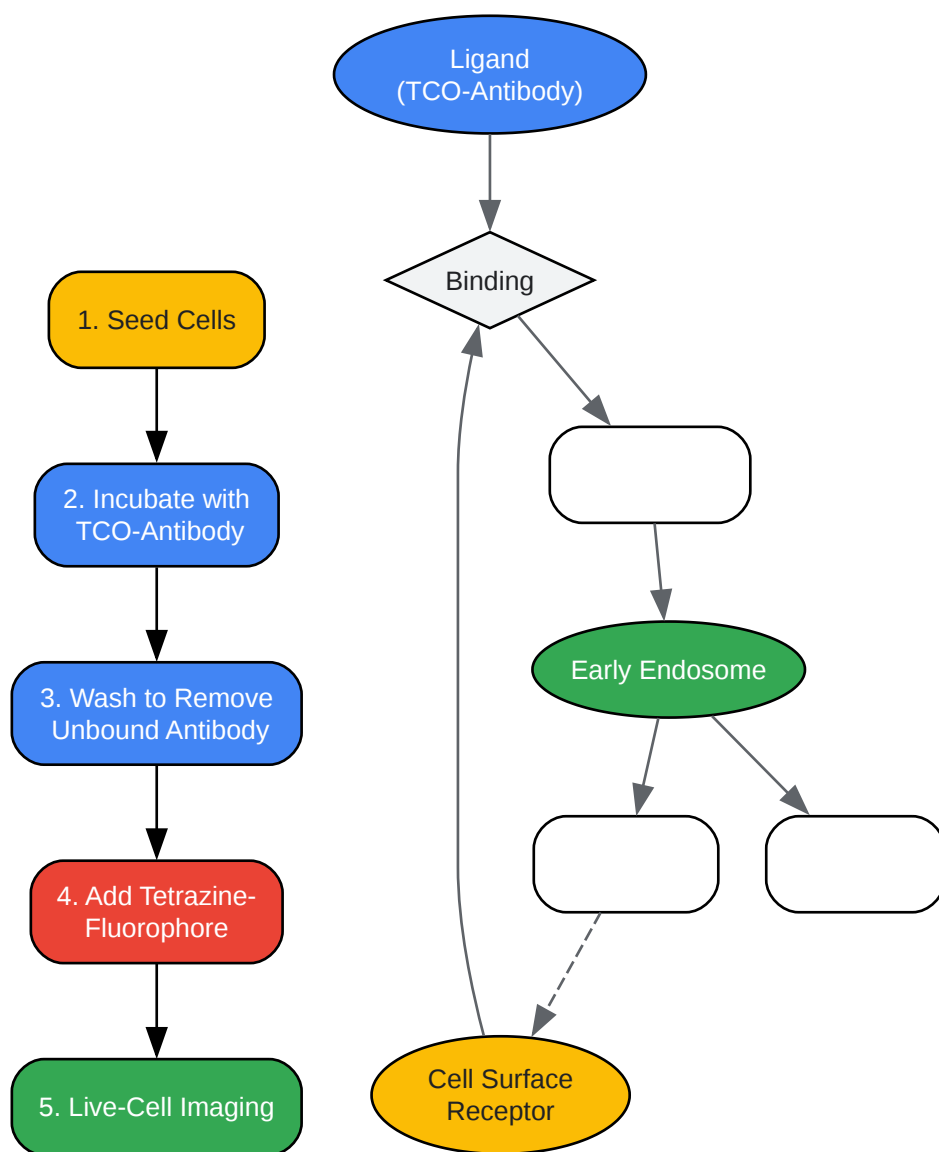 Ligand
(TCO-Antibody)
Binding
1. Seed Cells
2. Incubate with
TCO-Antibody
3. Wash to Remove
Unbound Antibody
Early Endosome
4. Add Tetrazine-
Fluorophore
5. Live-Cell Imaging
Cell Surface
Receptor